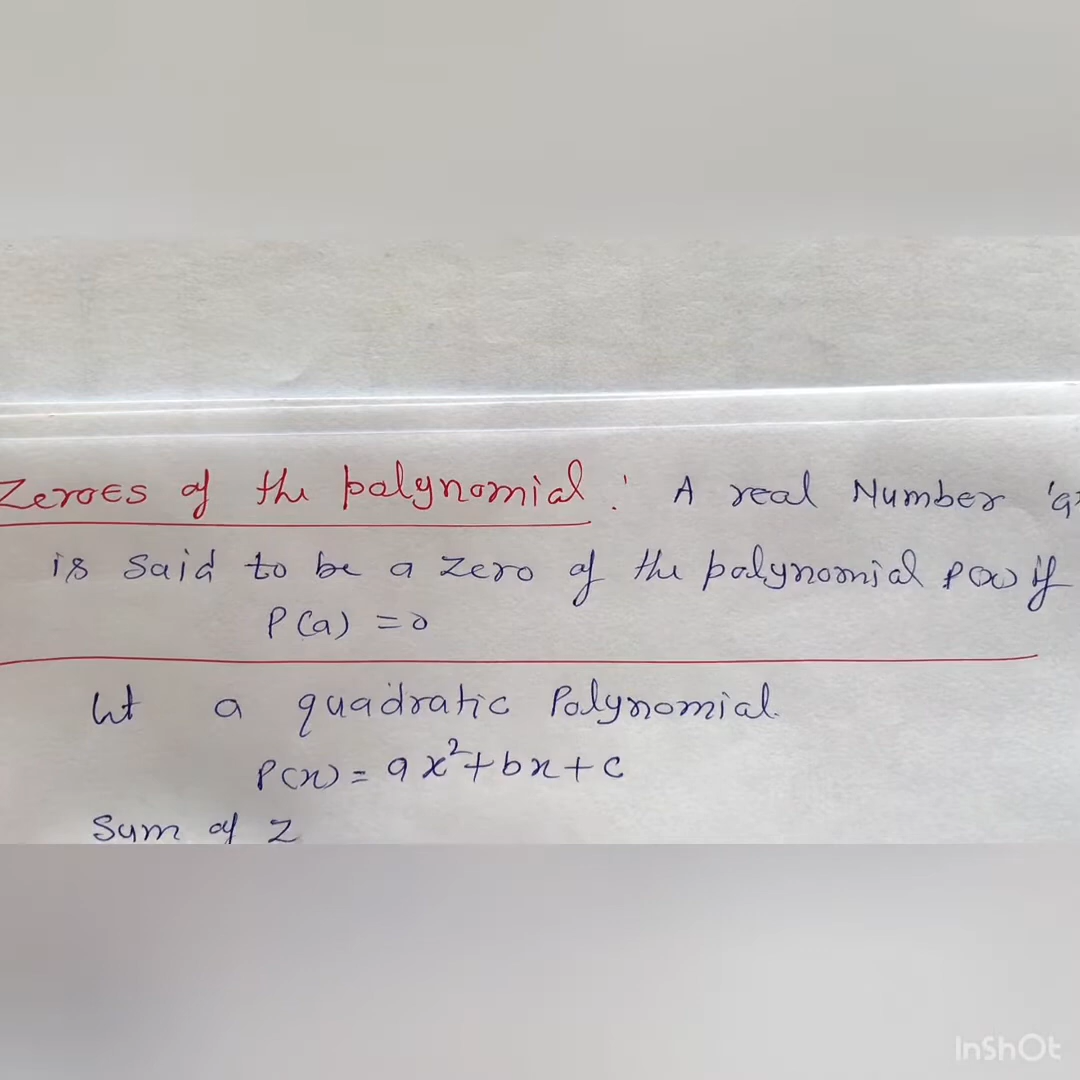 Zeroes of the polynomial : A real Number 'a'
is said to be a zero of the polynomial P(x) if
P(a) = 0
Let a quadratic Polynomial.
P(x) = ax²+bx+c
Sum of Z
InShOt